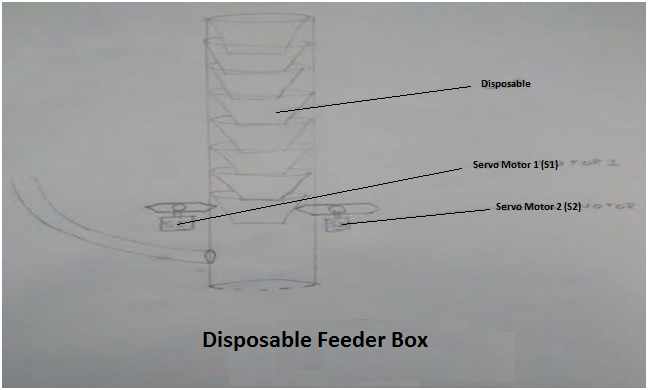 Disposable
Servo Motor 1 (S1)
Servo Motor 2 (S2)
Disposable Feeder Box